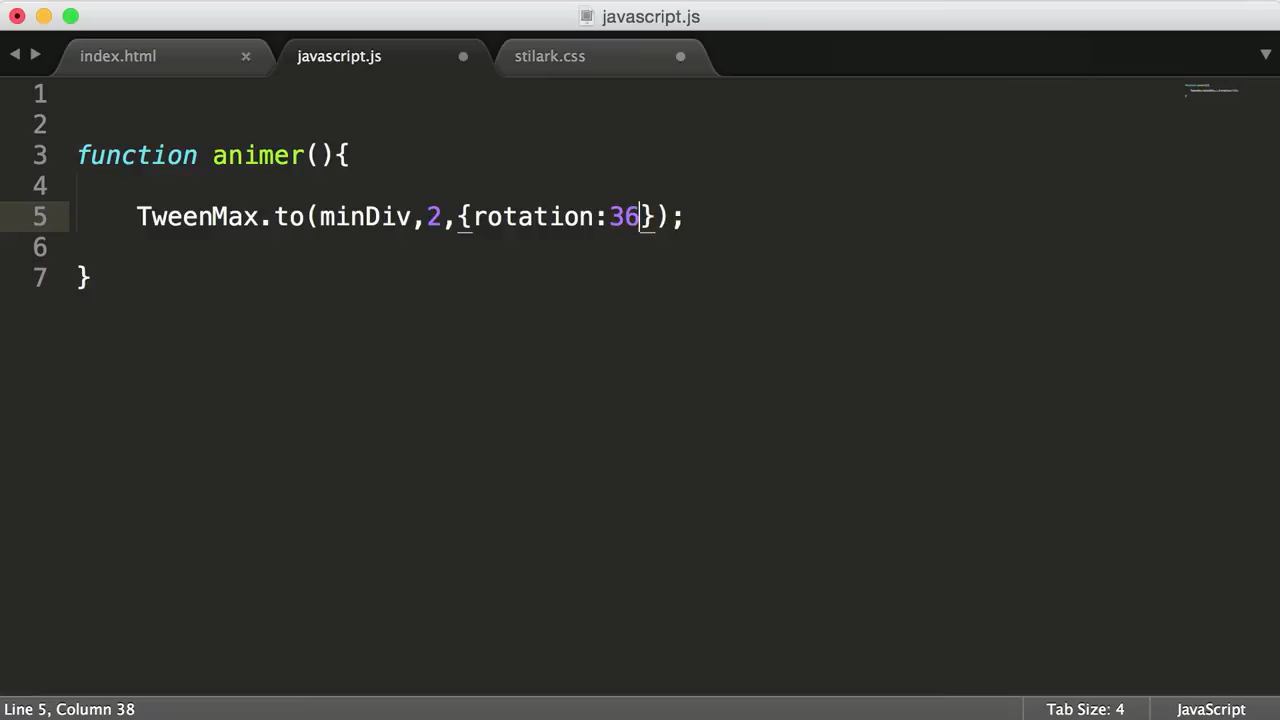 javascript.js
index.html
javascript.js
stilark.css
1
2
3 function animer(){
4
5 TweenMax.to(minDiv,2,{rotation:36});
6
7 }
Line 5, Column 38
Tab Size: 4
JavaScript